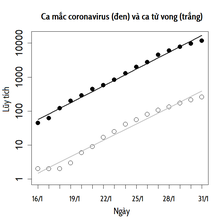 Ca mắc coronavirus (đen) và ca tử vong (trắng)
Lũy tích
10000
1000
100
10
1
16/1 19/1 22/1 25/1 28/1 31/1
Ngày